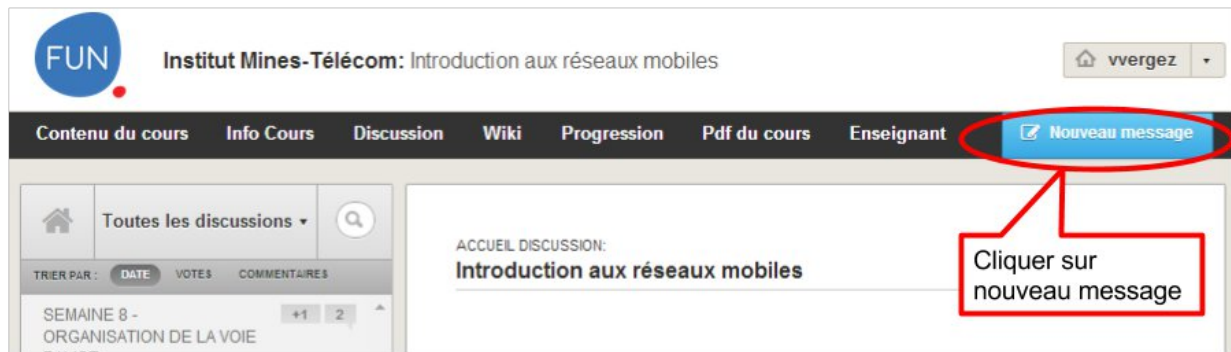 FUN
Institut Mines-Télécom: Introduction aux réseaux mobiles
vvergez
Contenu du cours Info Cours Discussion Wiki Progression Pdf du cours Enseignant Nouveau message
Toutes les discussions
TRIER PAR : DATE VOTES COMMENTAIRES
SEMAINE 8 - +1 2
ORGANISATION DE LA VOIE
ACCUEIL DISCUSSION:
Introduction aux réseaux mobiles
Cliquer sur
nouveau message